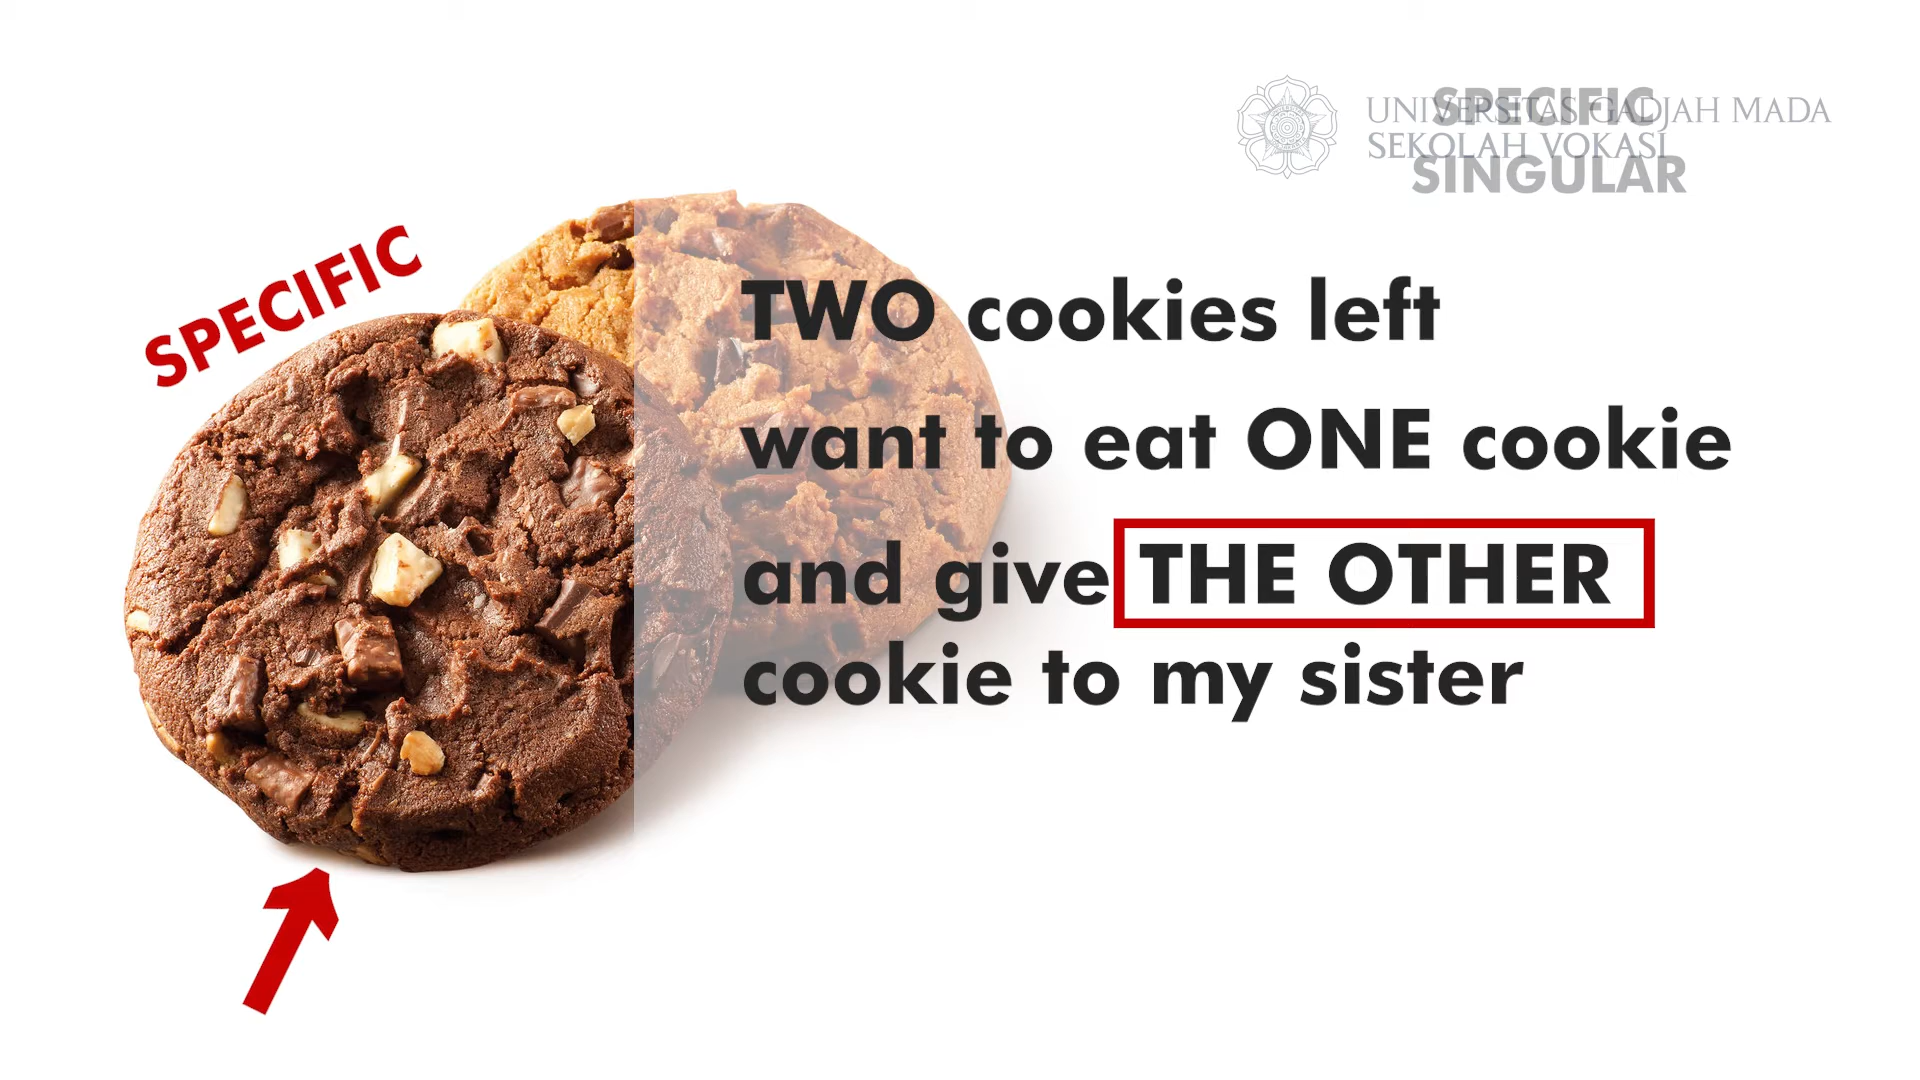 UNIVERSITAS GADJAH MADA
SEKOLAH VOKASI
SPECIFIC
SINGULAR
SPECIFIC
TWO cookies left
want to eat ONE cookie
and give THE OTHER
cookie to my sister